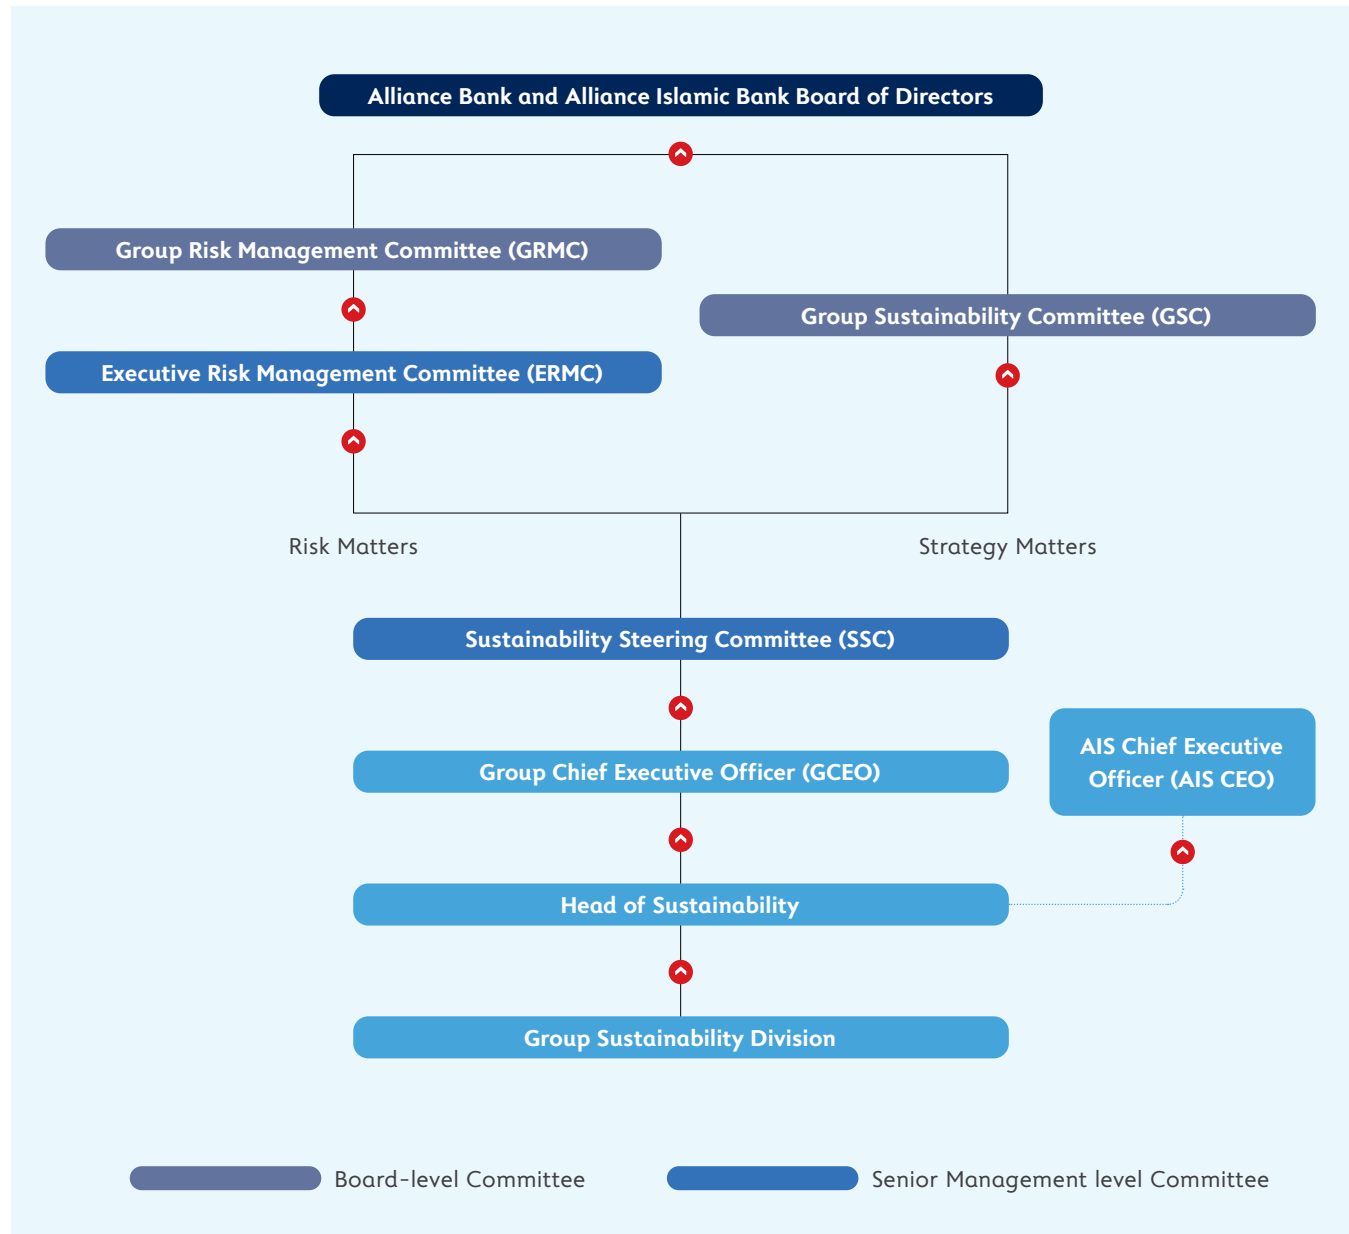 Alliance Bank and Alliance Islamic Bank Board of Directors
Group Risk Management Committee (GRMC)
Group Sustainability Committee (GSC)
Executive Risk Management Committee (ERMC)
Risk Matters
Strategy Matters
Sustainability Steering Committee (SSC)
Group Chief Executive Officer (GCEO)
AIS Chief Executive
Officer (AIS CEO)
Head of Sustainability
Group Sustainability Division
Board-level Committee
Senior Management level Committee